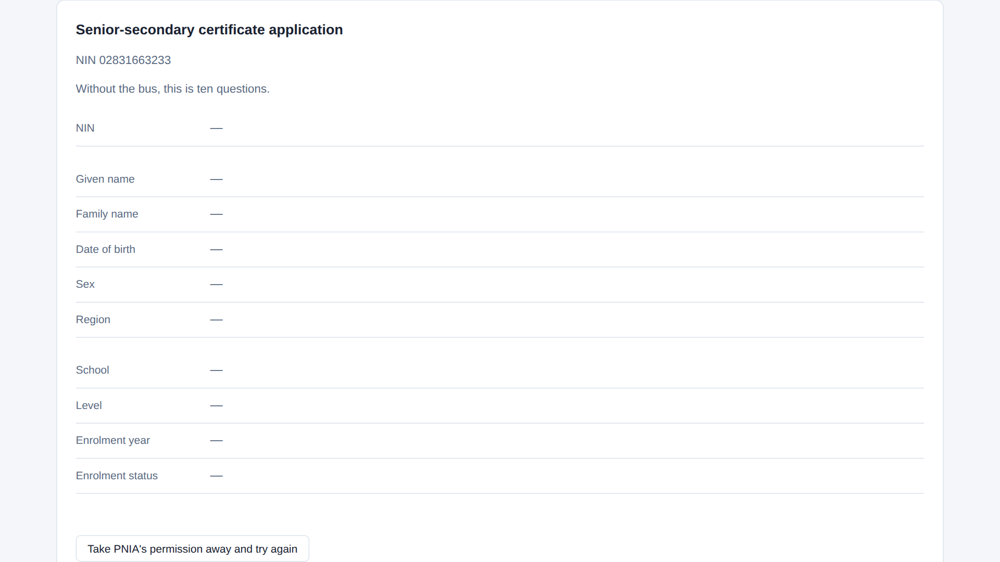 Senior-secondary certificate application
NIN 02831663233
Without the bus, this is ten questions.
NIN —
Given name —
Family name —
Date of birth —
Sex —
Region —
School —
Level —
Enrolment year —
Enrolment status —
Take PNIA's permission away and try again